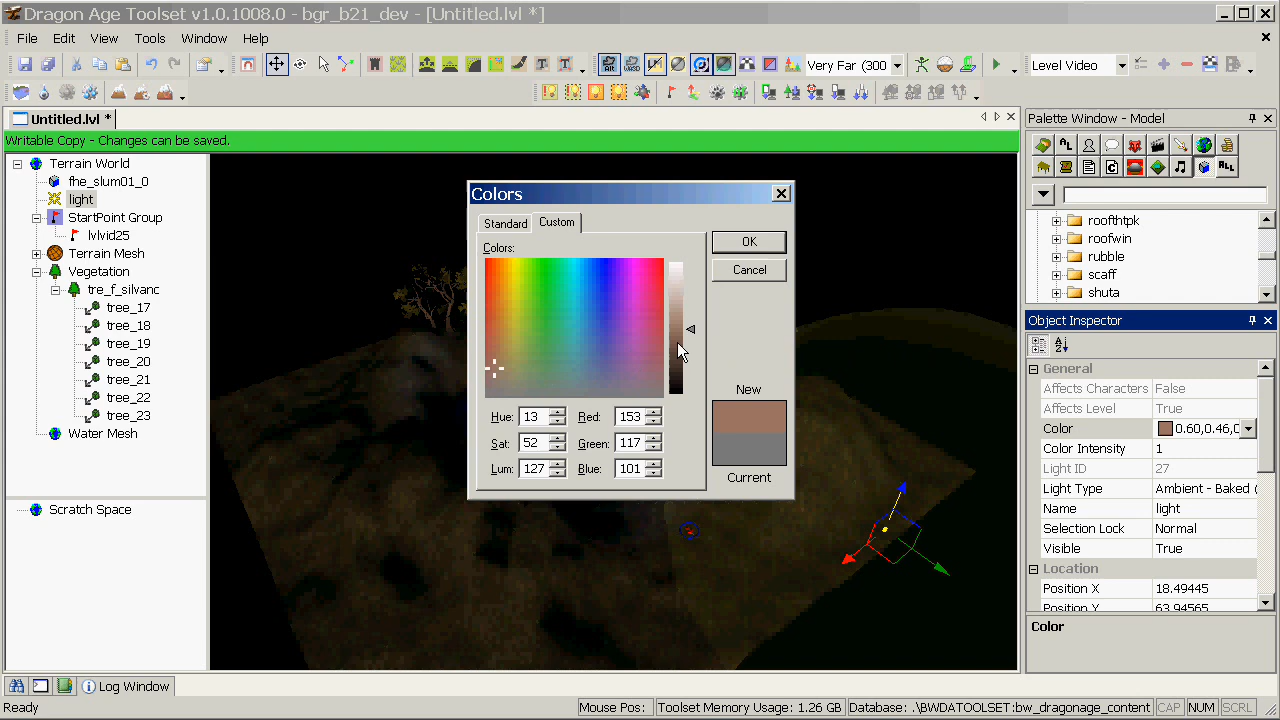 Dragon Age Toolset v1.0.1008.0 - bgr_b21_dev - [Untitled.lvl *]
File Edit View Tools Window Help
Very Far (300
Level Video
Untitled.lvl *
Writable Copy - Changes can be saved.
Terrain World
fhe_slum01_0
light
StartPoint Group
lvlvid25
Terrain Mesh
Vegetation
tre_f_silvanc
tree_17
tree_18
tree_19
tree_20
tree_21
tree_22
tree_23
Water Mesh
Scratch Space
Colors
Standard Custom
Colors:
OK
Cancel
New
Hue: 13 Red: 153
Sat: 52 Green: 117
Lum: 127 Blue: 101
Current
Palette Window - Model
roofthtpk
roofwin
rubble
scaff
shuta
Object Inspector
General
Affects Characters False
Affects Level True
Color 0.60,0.46,0
Color Intensity 1
Light ID 27
Light Type Ambient - Baked (
Name light
Selection Lock Normal
Visible True
Location
Position X 18.49445
Position Y 63.94565
Color
Log Window
Ready
Mouse Pos: Toolset Memory Usage: 1.26 GB Database: .\BWDATOOLSET:bw_dragonage_content CAP NUM SCRL